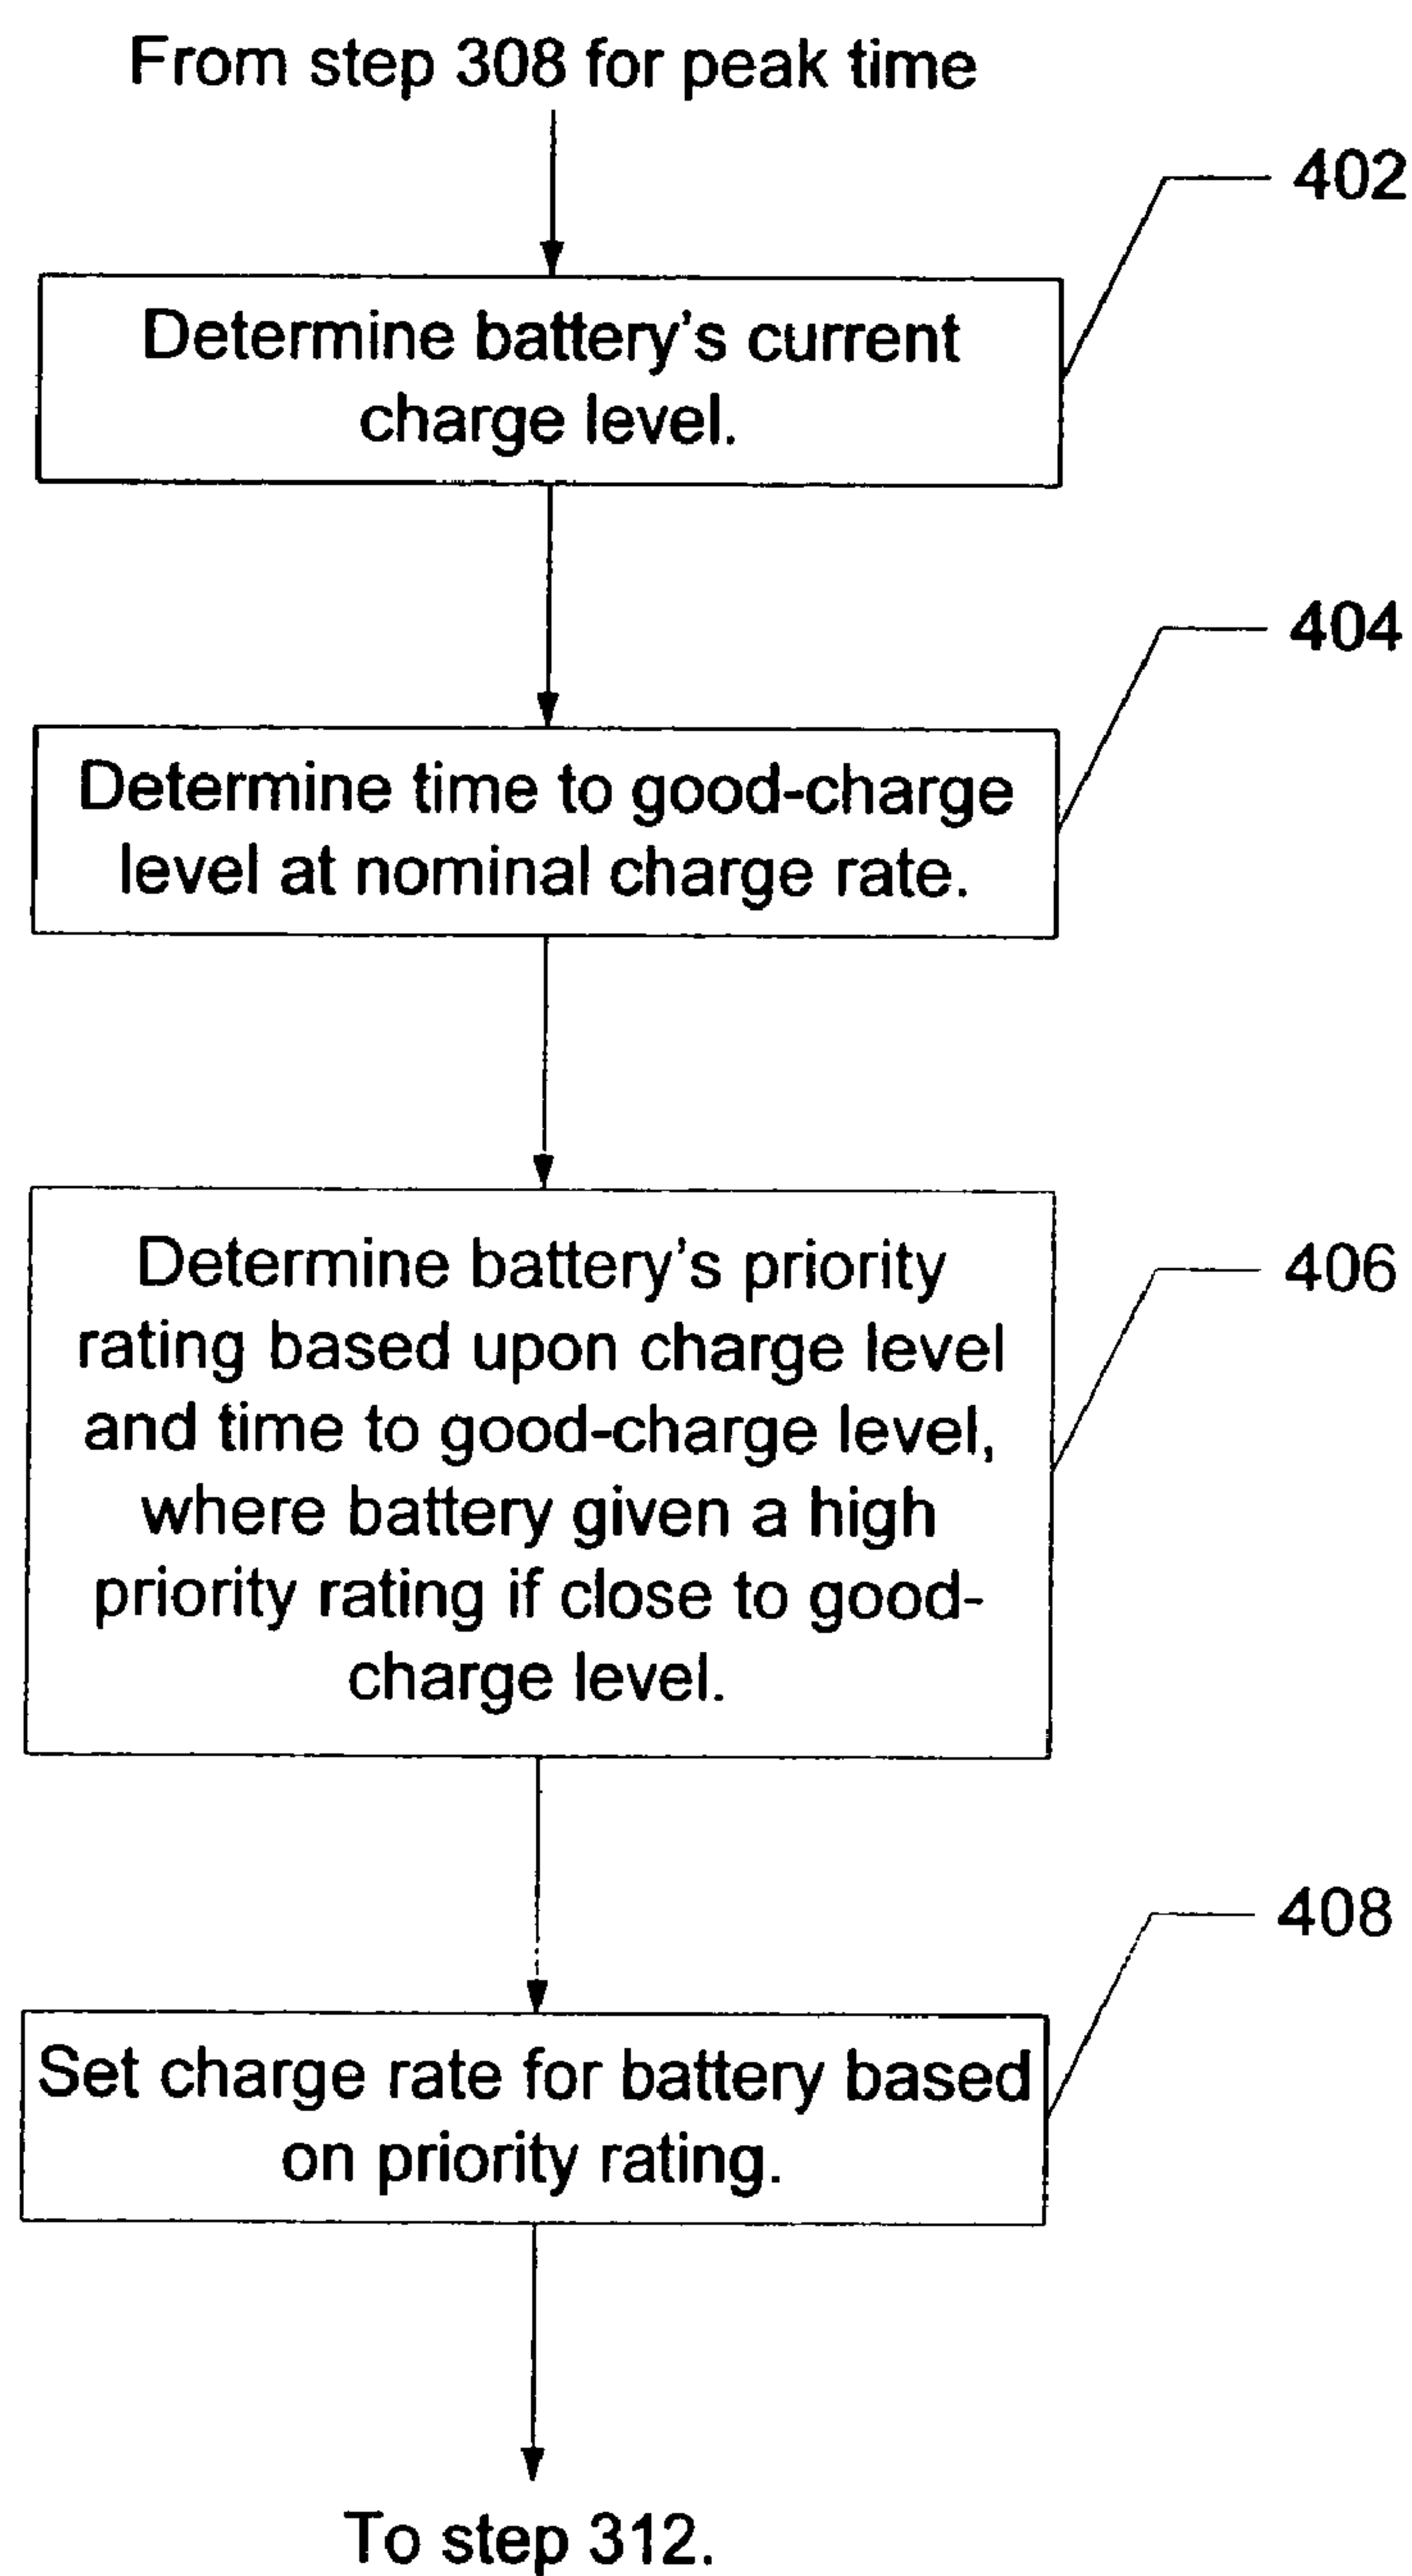 From step 308 for peak time
402
Determine battery's current
charge level.
404
Determine time to good-charge
level at nominal charge rate.
Determine battery's priority
406
rating based upon charge level
and time to good-charge level,
where battery given a high
priority rating if close to good-
charge level.
408
Set charge rate for battery based
on priority rating.
To step 312.